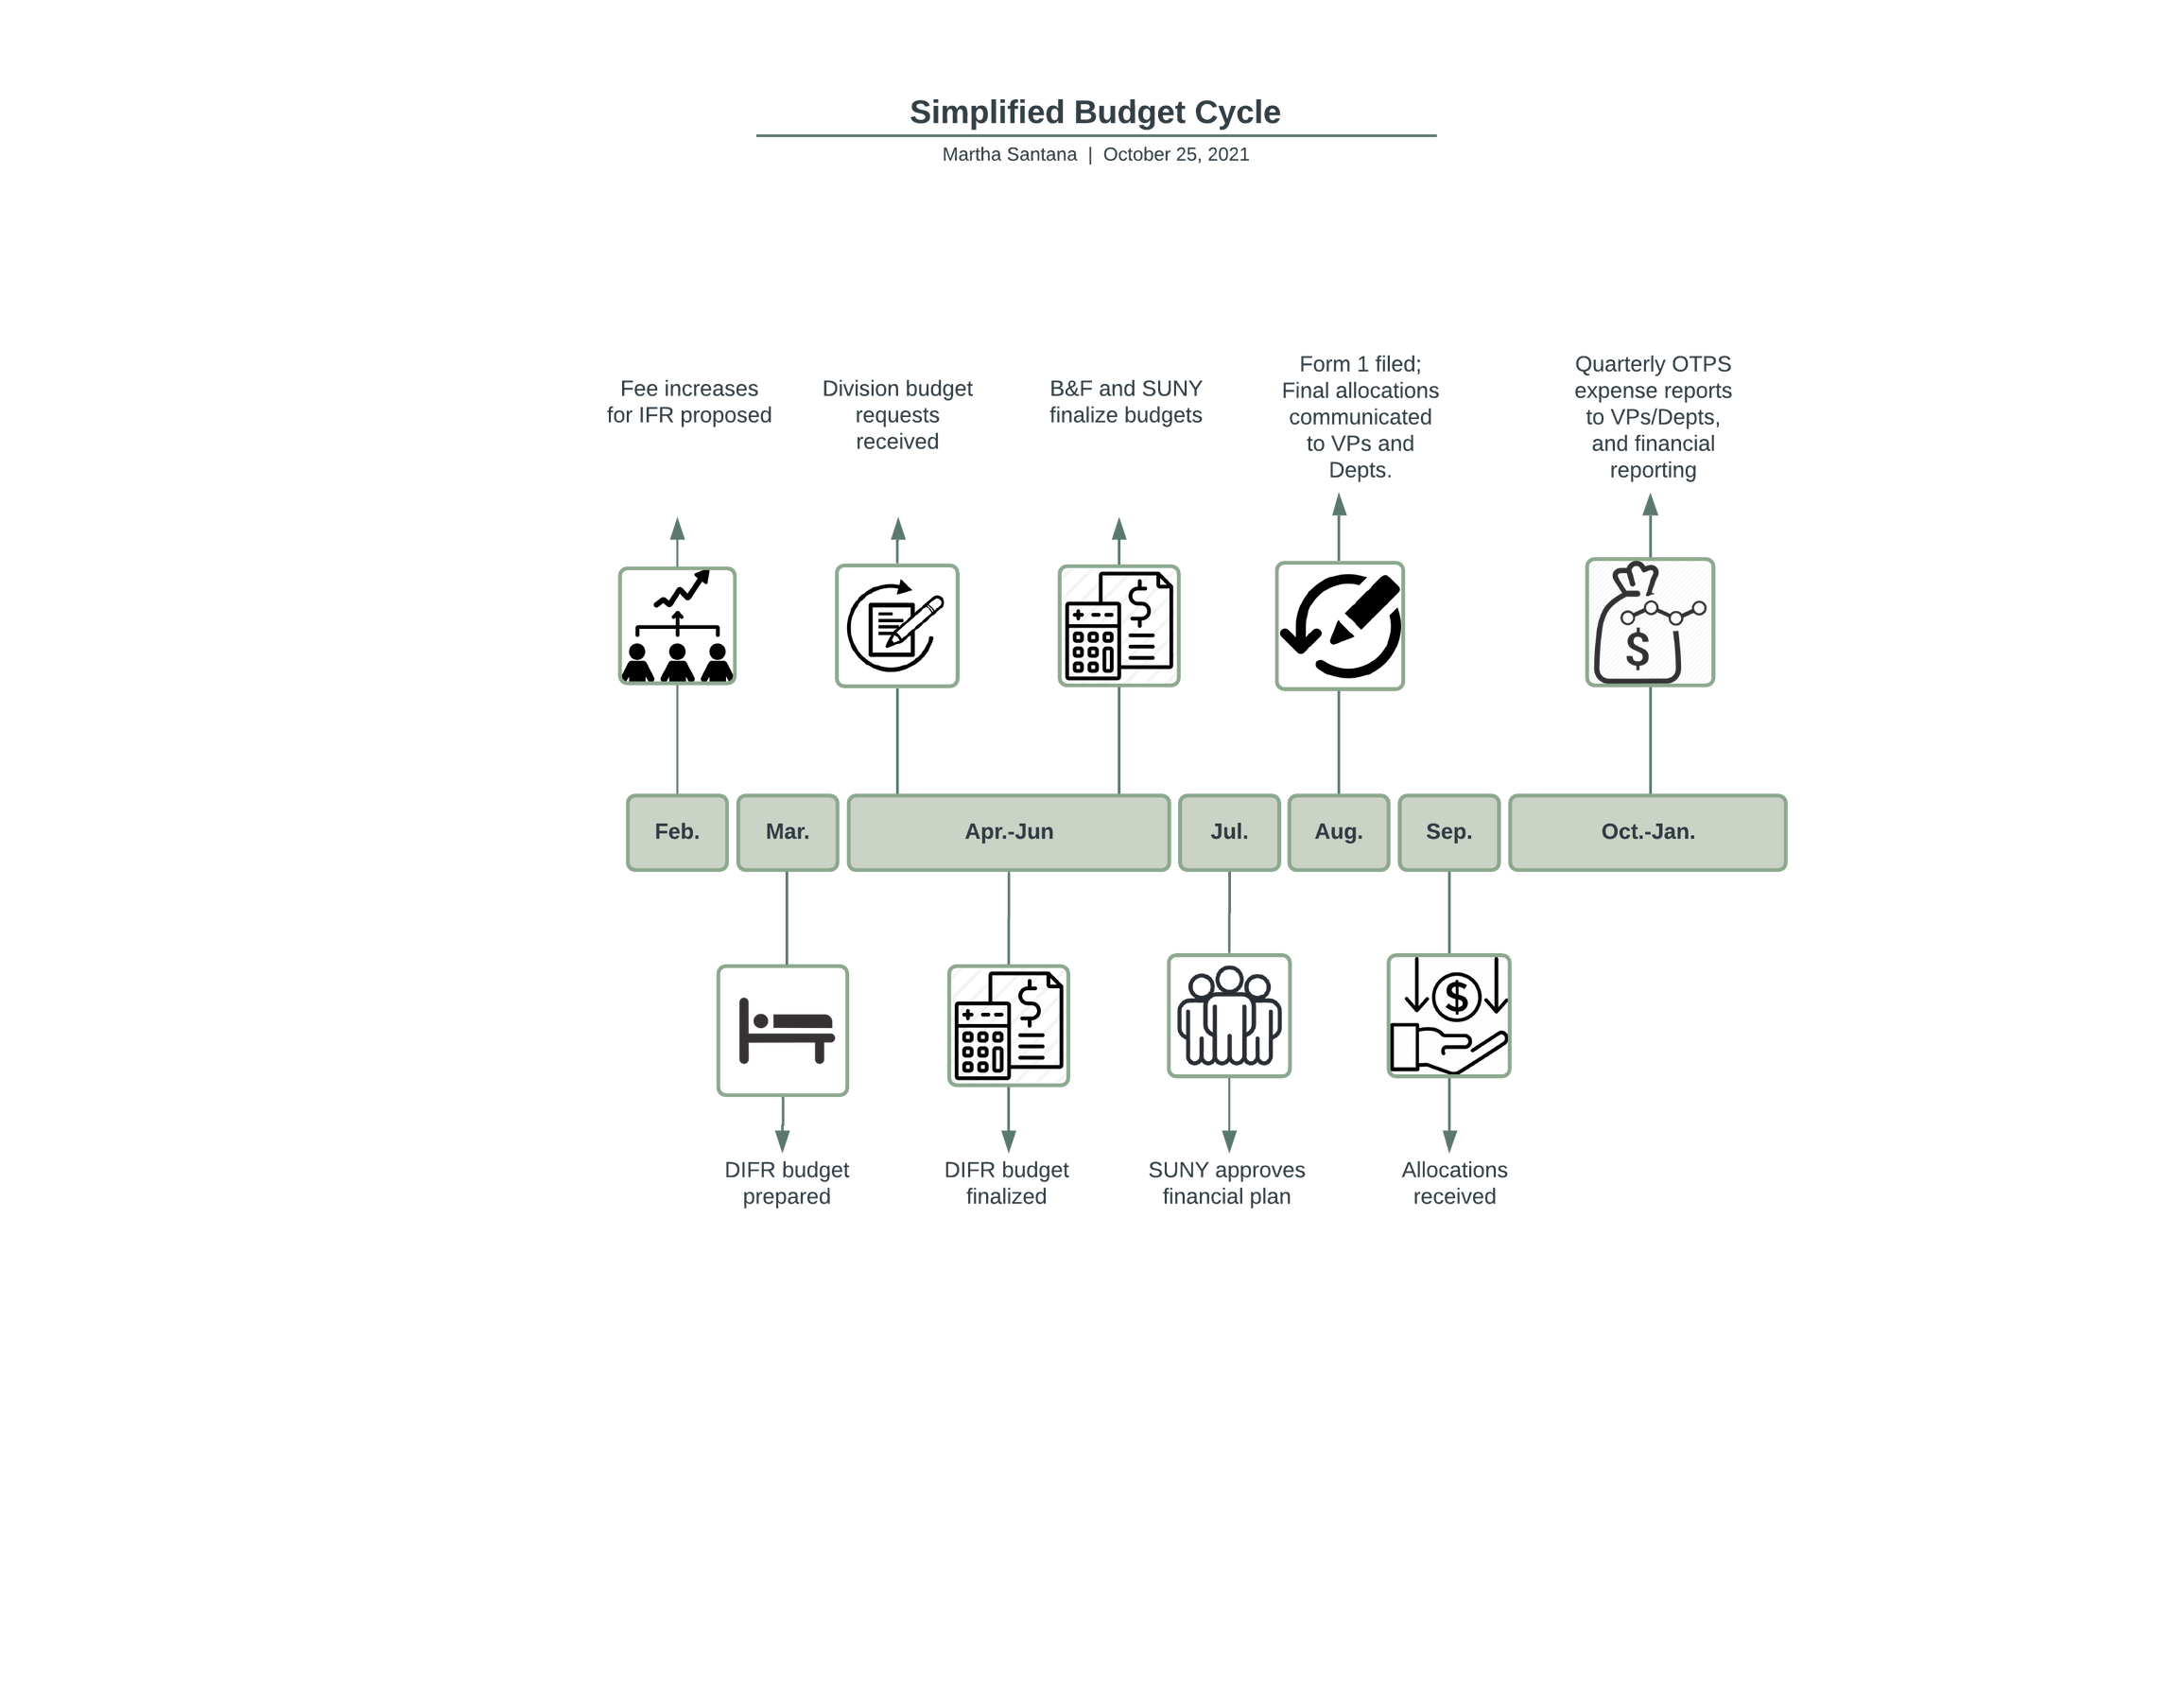 Simplified Budget Cycle
Martha Santana | October 25, 2021
Fee increases
for IFR proposed
Division budget
requests
received
B&F and SUNY
finalize budgets
Form 1 filed;
Final allocations
communicated
to VPs and
Depts.
Quarterly OTPS
expense reports
to VPs/Depts,
and financial
reporting
$
$
Feb.
Mar.
Apr.-Jun
Jul.
Aug.
Sep.
Oct.-Jan.
$
$
DIFR budget
prepared
DIFR budget
finalized
SUNY approves
financial plan
Allocations
received